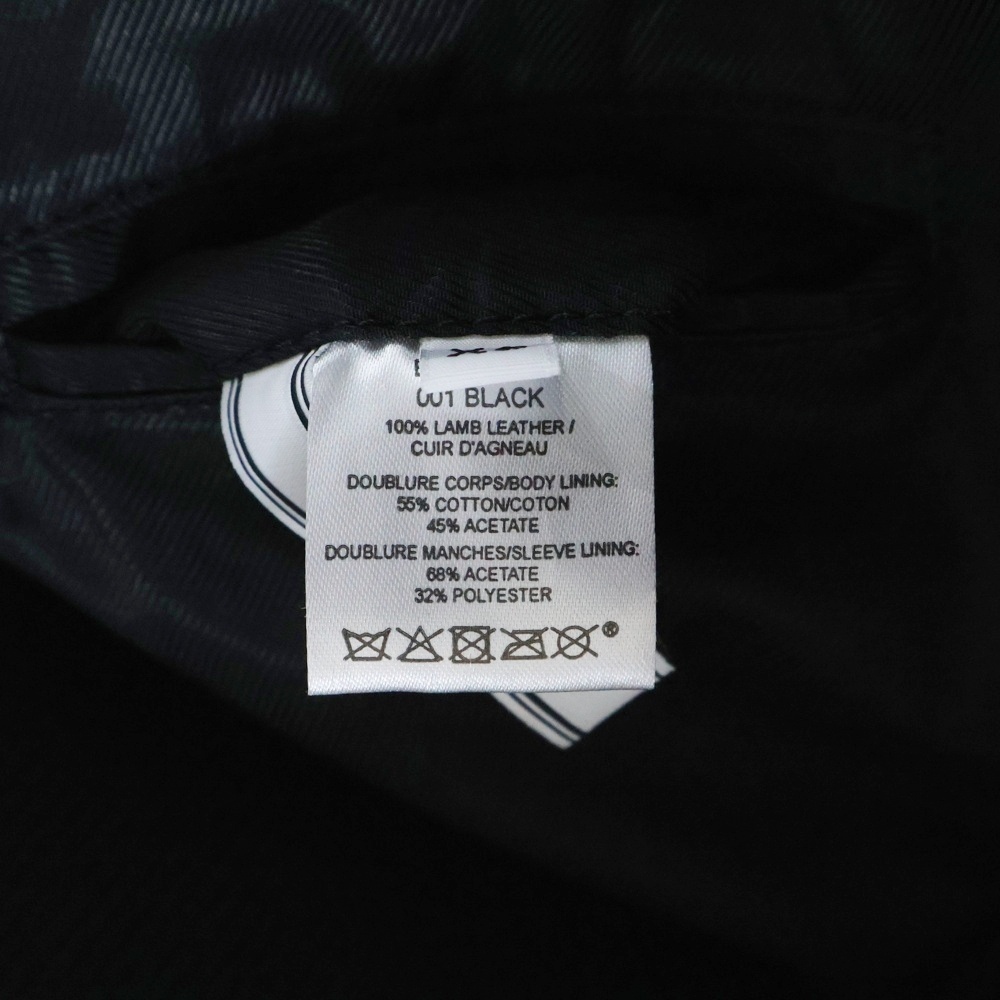 001 BLACK
100% LAMB LEATHER /
CUIR D'AGNEAU
DOUBLURE CORPS/BODY LINING:
55% COTTON/COTON
45% ACETATE
DOUBLURE MANCHES/SLEEVE LINING:
68% ACETATE
32% POLYESTER
®